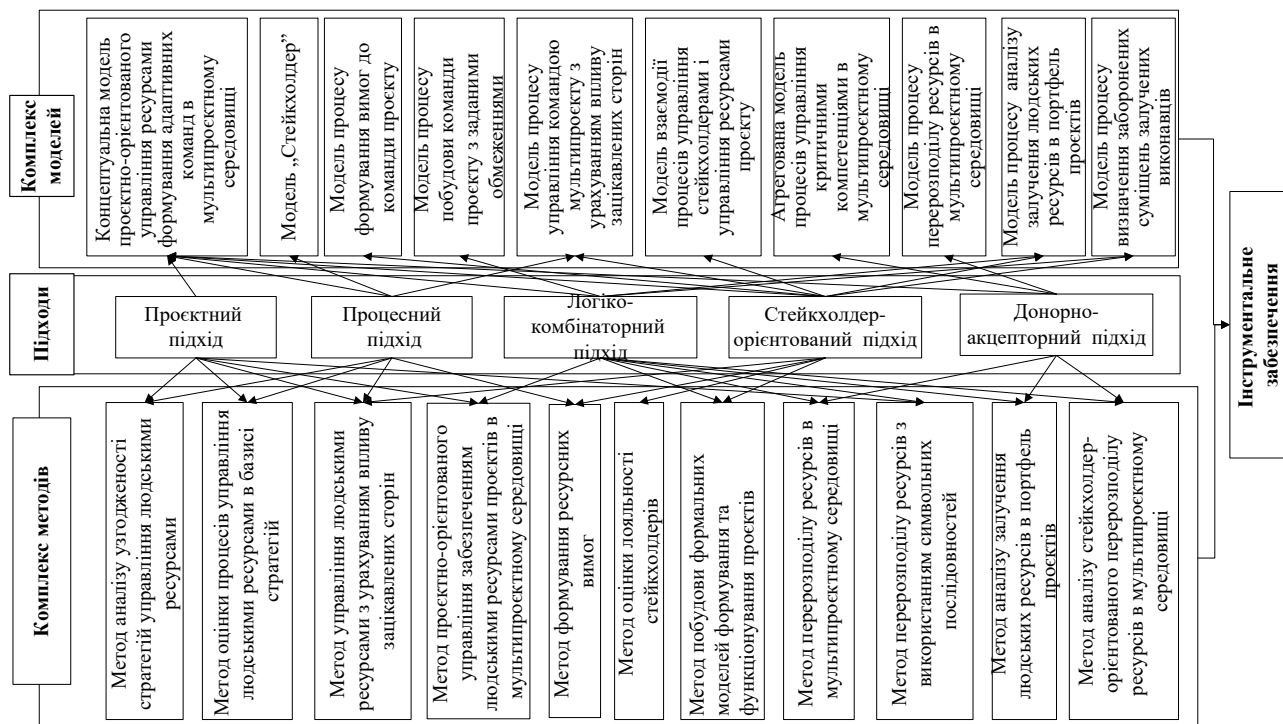 Комплекс
моделей
Концептуальна модель
проєктно-орієнтованого
управління ресурсами
формування адаптивних
команд в
мультипроєктному
середовищі
Модель „Стейкхолдер”
Модель процесу
формування вимог до
команди проєкту
Модель процесу
побудови команди
проєкту з заданими
обмеженнями
Модель процесу
управління командою
мультипроєкту з
урахуванням впливу
зацікавлених сторін
Модель взаємодії
процесів управління
стейкхолдерами і
управління ресурсами
проєкту
Агрегована модель
процесів управління
критичними
компетенціями в
мультипроєктному
середовищі
Модель процесу
перерозподілу ресурсів в
мультипроєктному
середовищі
Модель процесу аналізу
залучення людських
ресурсів в портфель
проєктів
Модель процесу
визначення заборонених
суміщень залучених
виконавців
Підходи
Проєктний
підхід
Процесний
підхід
Логіко-
комбінаторний
підхід
Стейкхолдер-
орієнтований підхід
Донорно-
акцепторний підхід
Комплекс методів
Метод аналізу узгодженості
стратегій управління людськими
ресурсами
Метод оцінки процесів управління
людськими ресурсами в базисі
стратегій
Метод управління людськими
ресурсами з урахуванням впливу
зацікавлених сторін
Метод проєктно-орієнтованого
управління забезпеченням
людськими ресурсами проєктів в
мультипроєктному середовищі
Метод формування ресурсних
вимог
Метод оцінки лояльності
стейкхолдерів
Метод побудови формальних
моделей формування та
функціонування проєктів
Метод перерозподілу ресурсів в
мультипроєктному середовищі
Метод перерозподілу ресурсів з
використанням символьних
послідовностей
Метод аналізу залучення
людських ресурсів в портфель
проєктів
Метод аналізу стейкхолдер-
орієнтованого перерозподілу
ресурсів в мультипроєктному
середовищі
Інструментальне
забезпечення